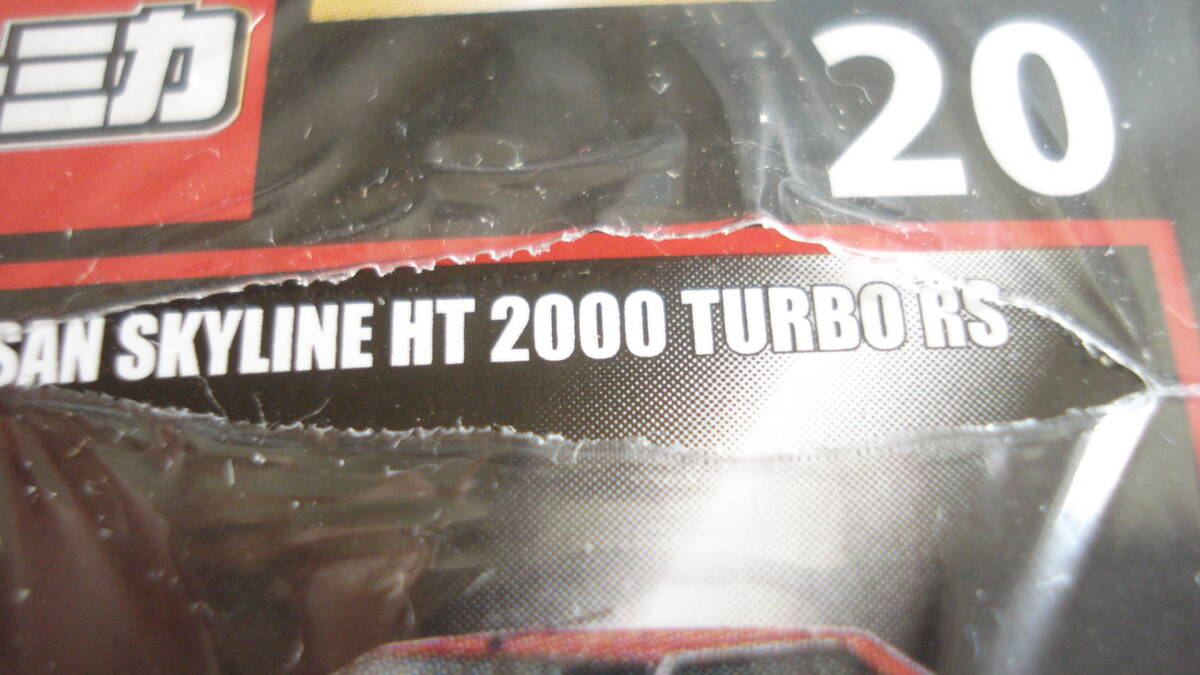 ミカ
20
SAN SKYLINE HT 2000 TURBO RS